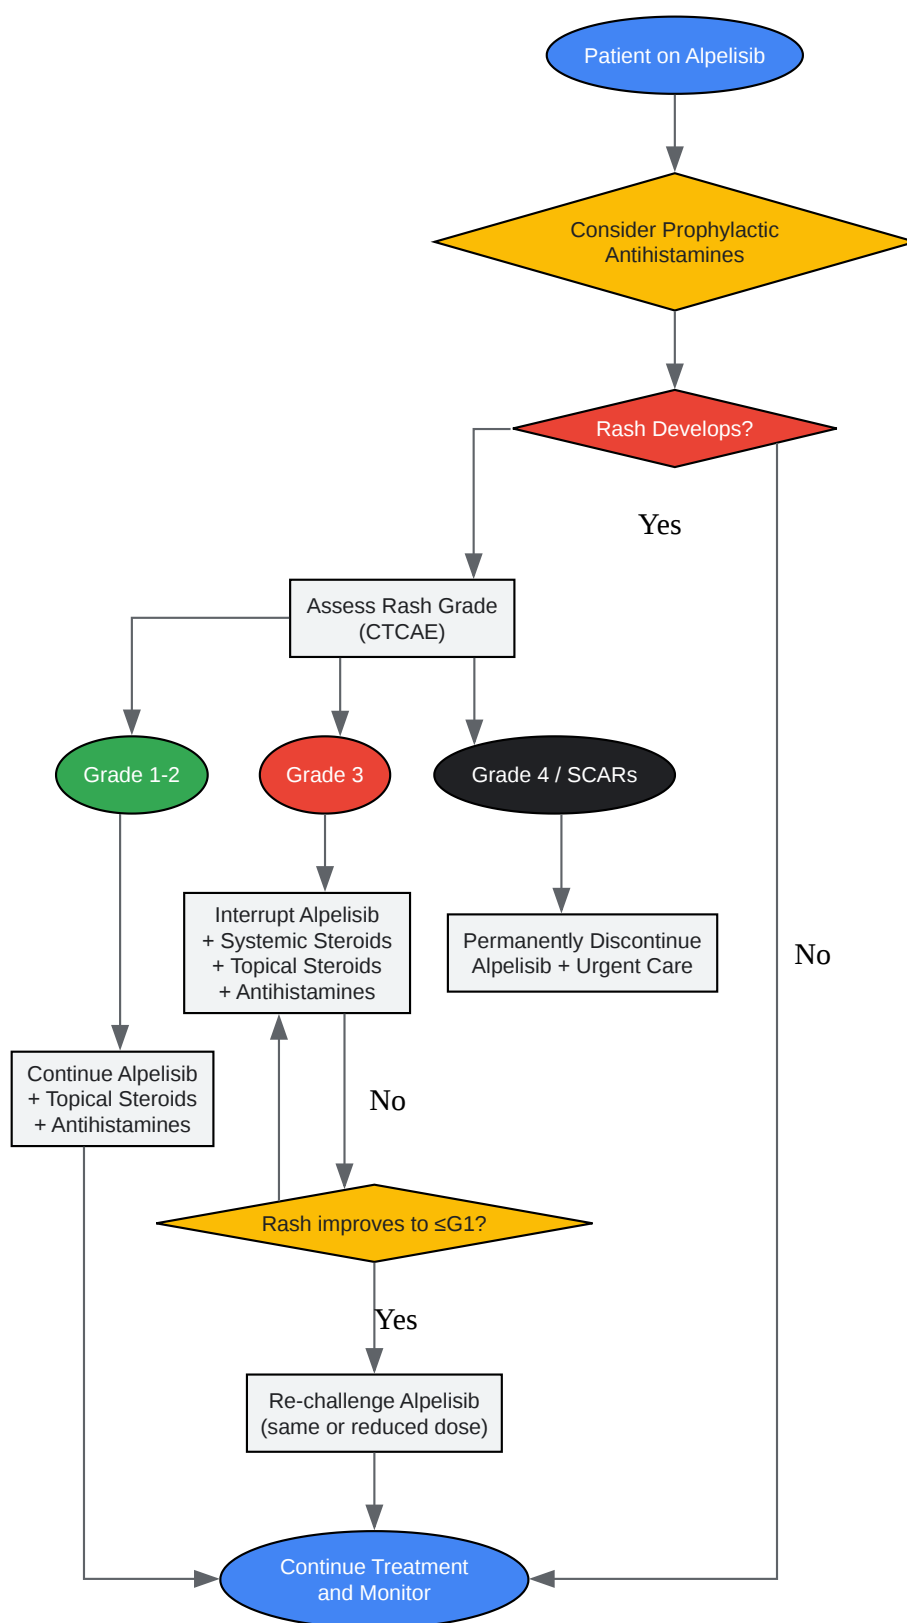 Patient on Alpelisib
Consider Prophylactic
Antihistamines
Rash Develops?
Yes
Assess Rash Grade
(CTCAE)
Grade 1-2
Grade 3
Grade 4 / SCARs
Interrupt Alpelisib
+ Systemic Steroids
+ Topical Steroids
+ Antihistamines
Permanently Discontinue
Alpelisib + Urgent Care
No
Continue Alpelisib
+ Topical Steroids
+ Antihistamines
No
Rash improves to ≤G1?
Yes
Re-challenge Alpelisib
(same or reduced dose)
Continue Treatment
and Monitor